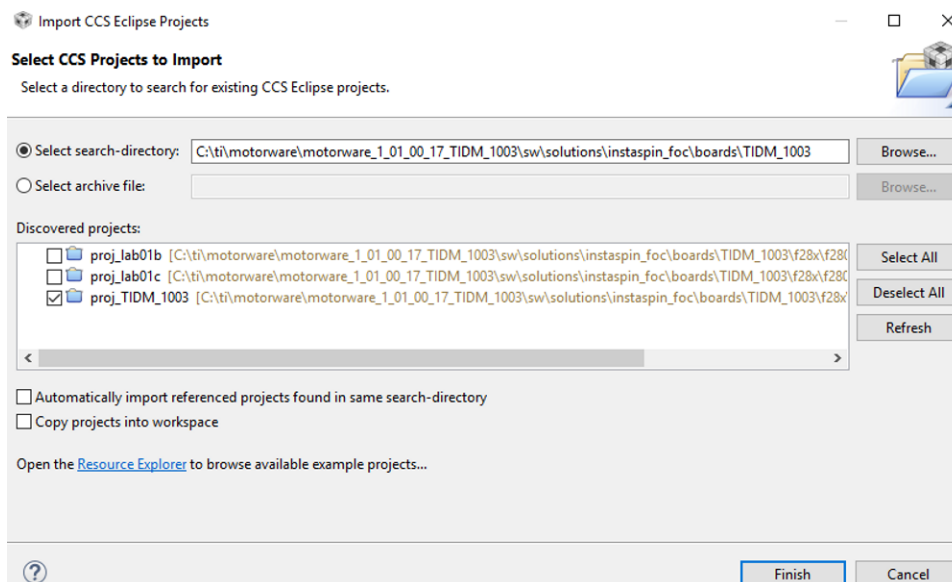 Import CCS Eclipse Projects
Select CCS Projects to Import
Select a directory to search for existing CCS Eclipse projects.
Select search-directory: C:\ti\motorware\motorware_1_01_00_17_TIDM_1003\sw\solutions\instaspin_foc\boards\TIDM_1003 Browse...
Select archive file: Browse...
Discovered projects:
proj_lab01b [C:\ti\motorware\motorware_1_01_00_17_TIDM_1003\sw\solutions\instaspin_foc\boards\TIDM_1003\f28x\f280 Select All
proj_lab01c [C:\ti\motorware\motorware_1_01_00_17_TIDM_1003\sw\solutions\instaspin_foc\boards\TIDM_1003\f28x\f280
proj_TIDM_1003 [C:\ti\motorware\motorware_1_01_00_17_TIDM_1003\sw\solutions\instaspin_foc\boards\TIDM_1003\f28x\ Deselect All
Refresh
Automatically import referenced projects found in same search-directory
Copy projects into workspace
Open the Resource Explorer to browse available example projects...
? Finish Cancel